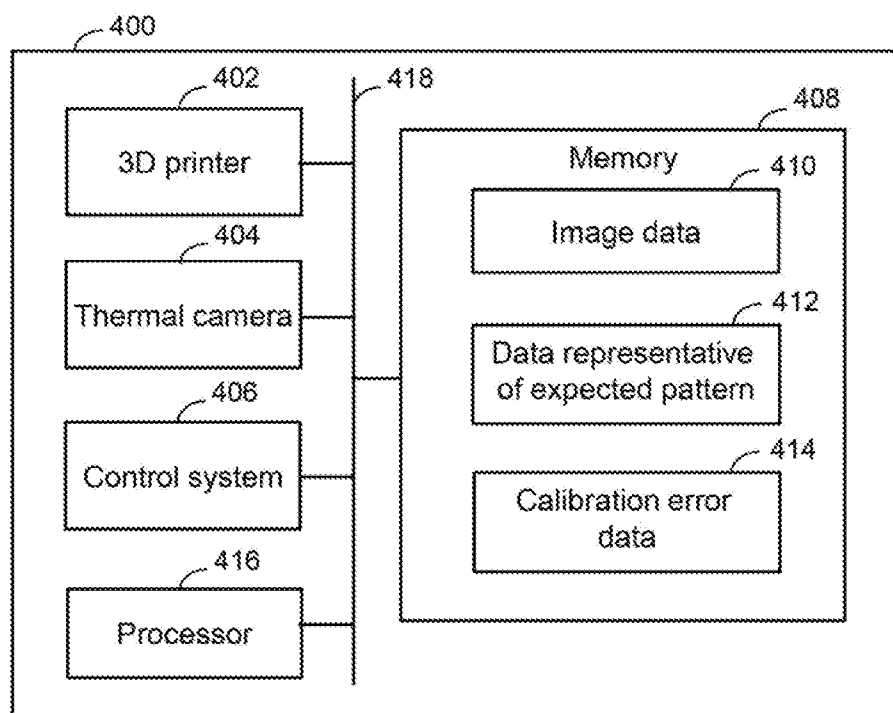 400
402
418
408
3D printer
Memory
410
Image data
404
Thermal camera
412
Data representative
of expected pattern
406
Control system
414
Calibration error
data
416
Processor